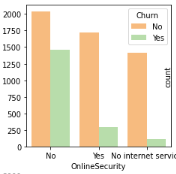 2000
1750
1500
1250
1000
750
500
250
0
Churn
No
Yes
count
No Yes No internet servic
OnlineSecurity